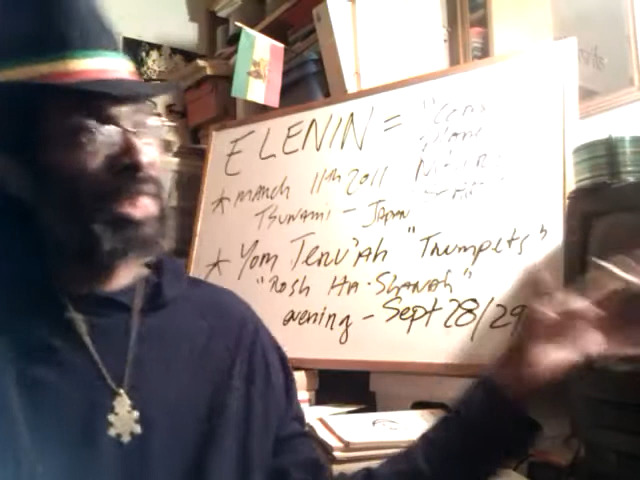 ELENIN =
* MARCH 11th 2011
TSUNAMI - JAPAN
* YOM TERU'AH "TRUMPETS"
"ROSH HA-SHANAH"
evening - Sept 28/29